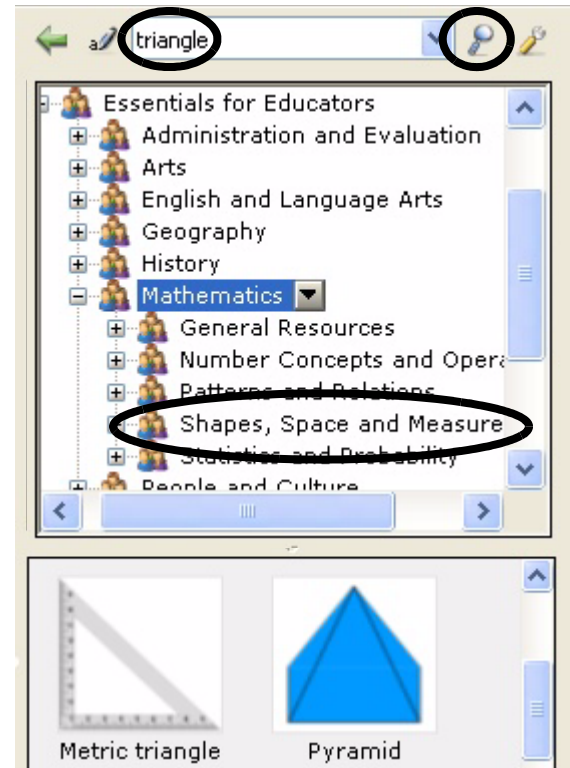 triangle
Essentials for Educators
Administration and Evaluation
Arts
English and Language Arts
Geography
History
Mathematics
General Resources
Number Concepts and Opera
Patterns and Relations
Shapes, Space and Measure
Statistics and Probability
People and Culture
Metric triangle
Pyramid